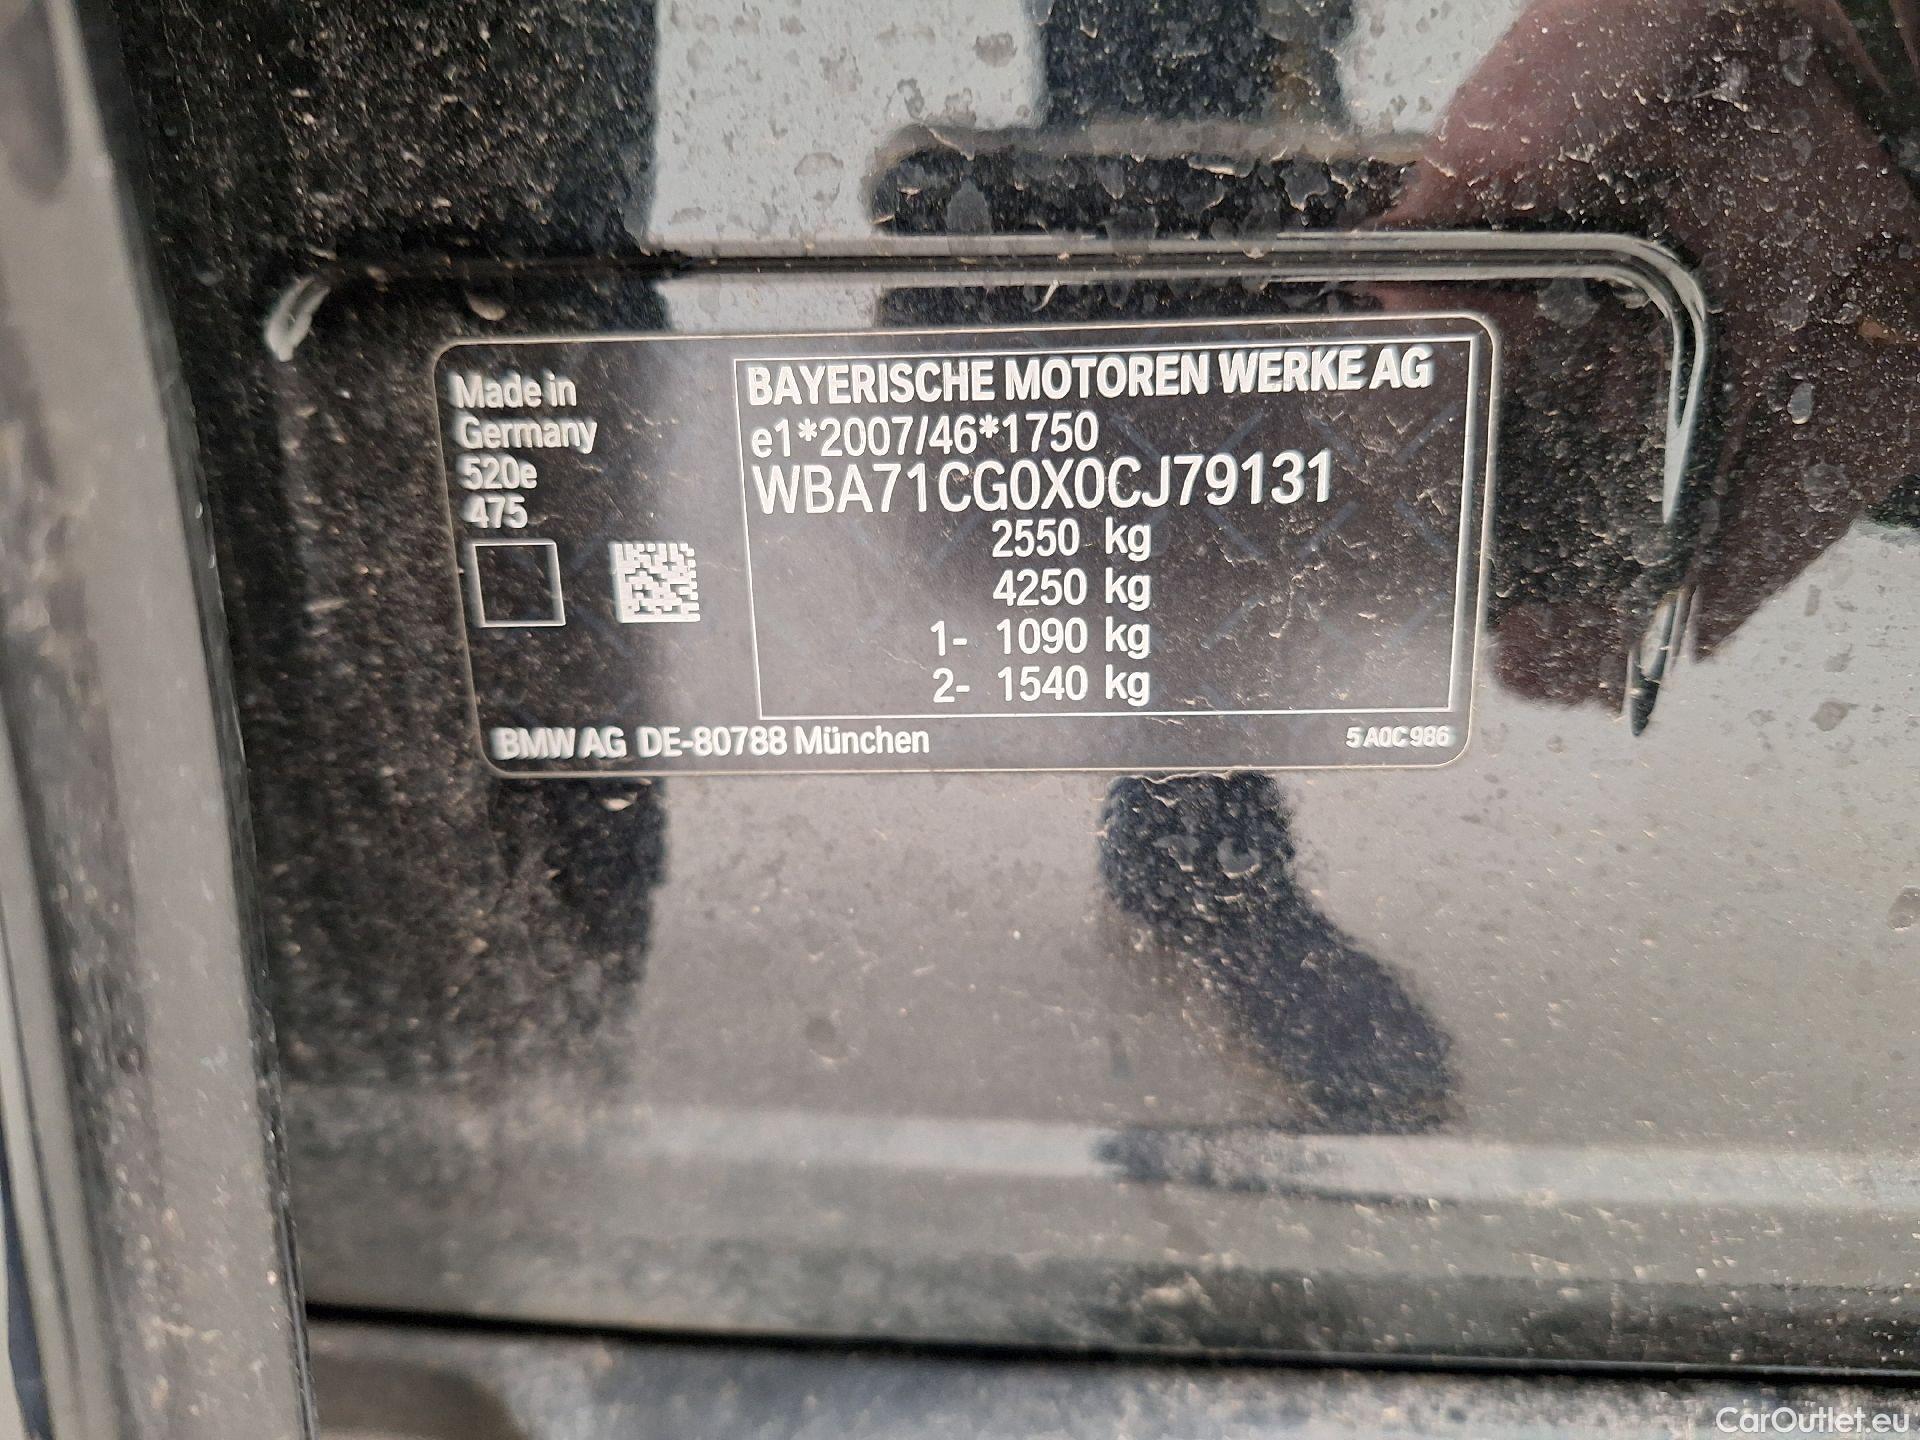 Made in
Germany
520e
475
BAYERISCHE MOTOREN WERKE AG
e1*2007/46*1750
WBA71CG0X0CJ79131
2550 kg
4250 kg
1- 1090 kg
2- 1540 kg
BMW AG DE-80788 München
5 A0C 986
CarOutlet.eu